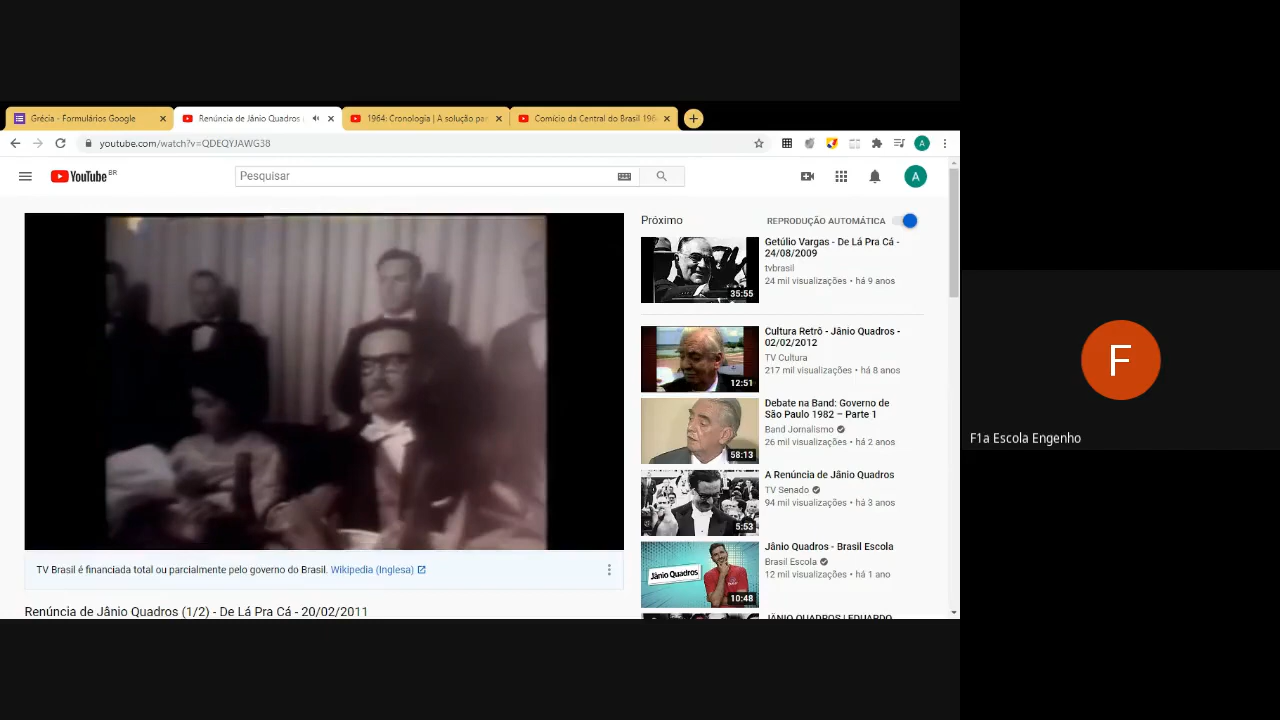 Grécia - Formulários Google
Renúncia de Jânio Quadros
1964: Cronologia | A solução par
Comício da Central do Brasil 196
youtube.com/watch?v=QDEQYJAWG38
A
YouTube BR
Pesquisar
A
Próximo
REPRODUÇÃO AUTOMÁTICA
Getúlio Vargas - De Lá Pra Cá -
24/08/2009
tvbrasil
24 mil visualizações • há 9 anos
35:55
Cultura Retrô - Jânio Quadros -
02/02/2012
TV Cultura
217 mil visualizações • há 8 anos
12:51
Debate na Band: Governo de
São Paulo 1982 – Parte 1
Band Jornalismo
26 mil visualizações • há 2 anos
58:13
A Renúncia de Jânio Quadros
TV Senado
94 mil visualizações • há 3 anos
5:53
Jânio Quadros - Brasil Escola
Brasil Escola
12 mil visualizações • há 1 ano
Jânio Quadros
10:48
JÂNIO QUADROS | EDUARDO
TV Brasil é financiada total ou parcialmente pelo governo do Brasil. Wikipedia (Inglesa)
Renúncia de Jânio Quadros (1/2) - De Lá Pra Cá - 20/02/2011
F
F1a Escola Engenho